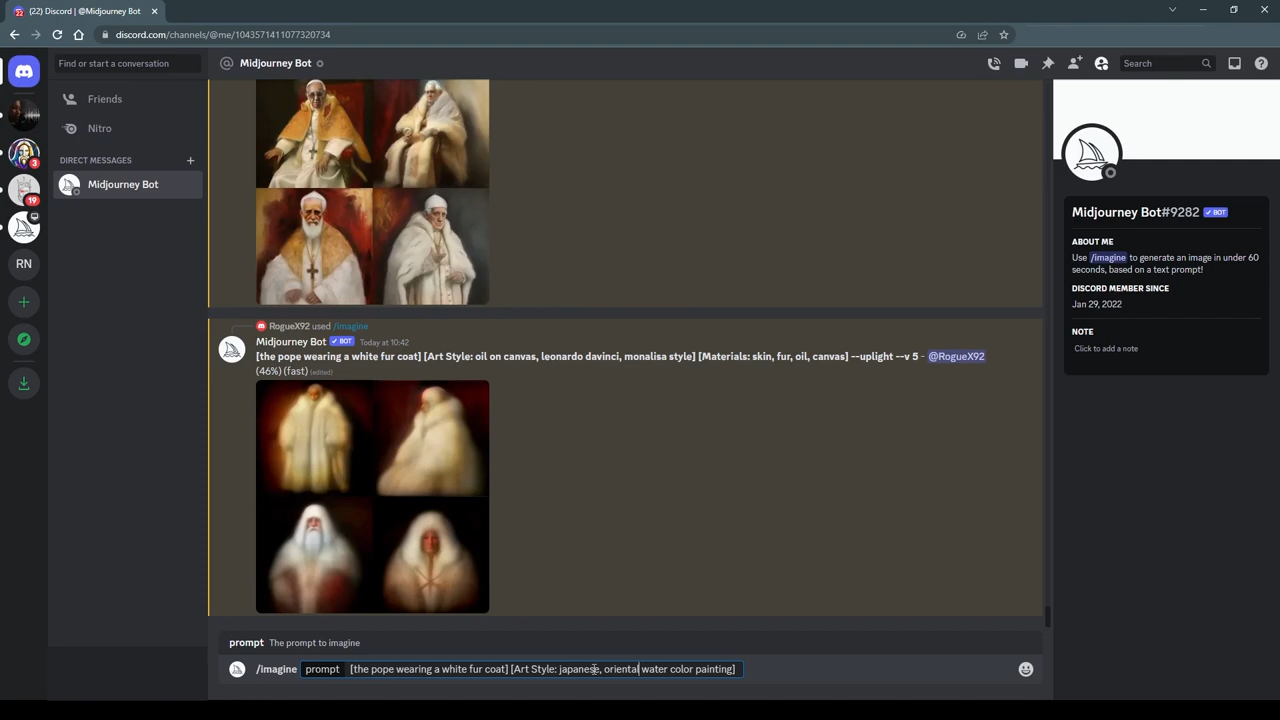 (22) Discord | @Midjourney Bot
discord.com/channels/@me/1043571411077320734
Find or start a conversation
Midjourney Bot
Search
Friends
Nitro
DIRECT MESSAGES
Midjourney Bot
3
19
RN
RogueX92 used /imagine
Midjourney Bot BOT Today at 10:42
[the pope wearing a white fur coat] [Art Style: oil on canvas, leonardo davinci, monalisa style] [Materials: skin, fur, oil, canvas] --uplight --v 5 - @RogueX92
(46%) (fast) (edited)
prompt The prompt to imagine
/imagine prompt [the pope wearing a white fur coat] [Art Style: japanese, oriental water color painting]
Midjourney Bot#9282 BOT
ABOUT ME
Use /imagine to generate an image in under 60
seconds, based on a text prompt!
DISCORD MEMBER SINCE
Jan 29, 2022
NOTE
Click to add a note